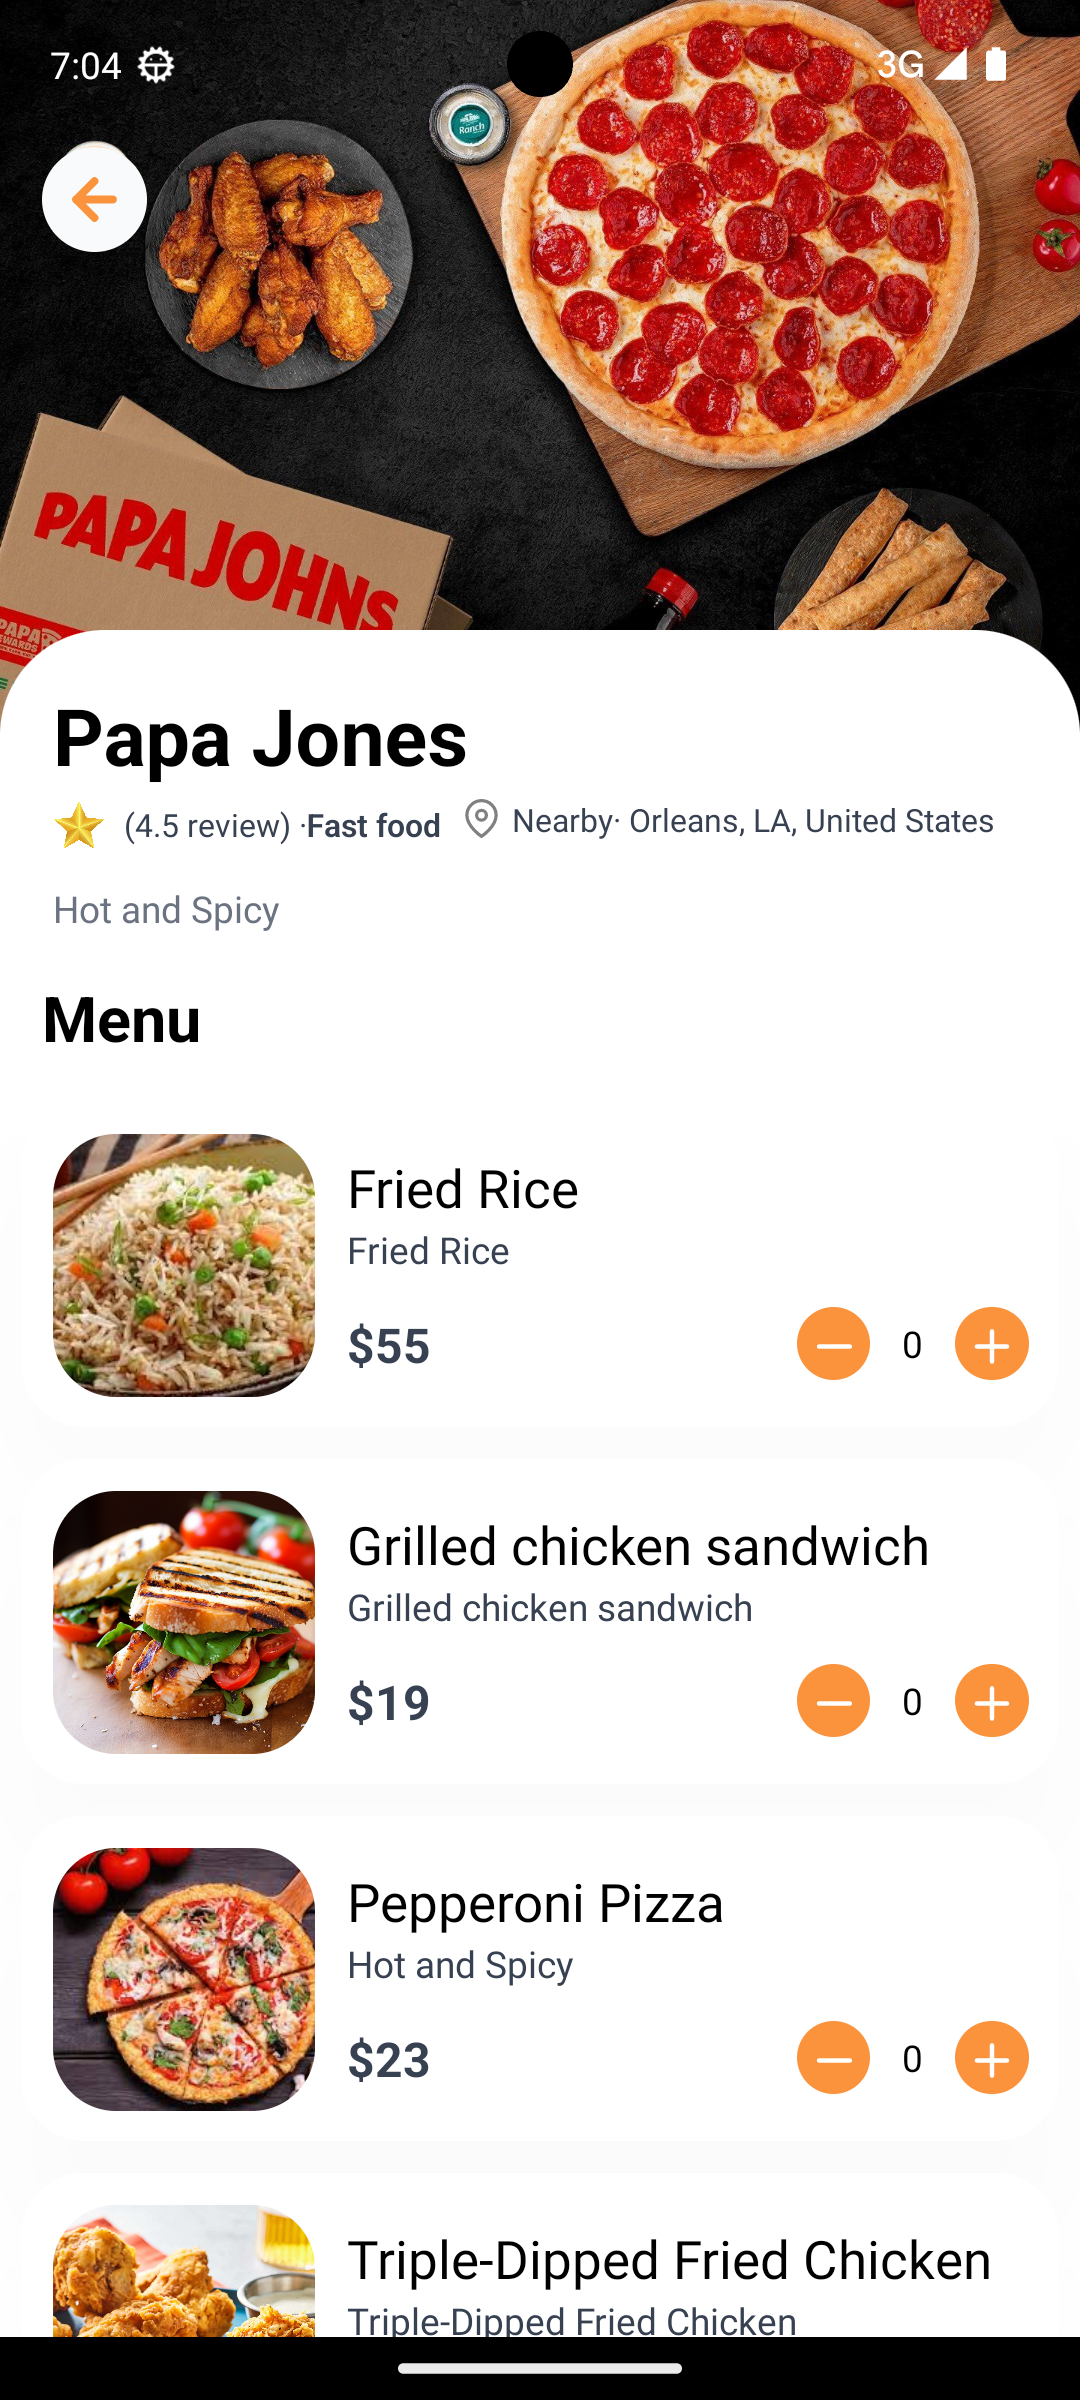 7:04
3G
Ranch
PAPA JOHNS
PAPA
Papa Jones
(4.5 review) ·Fast food
Nearby· Orleans, LA, United States
Hot and Spicy
Menu
Fried Rice
Fried Rice
$55
0
Grilled chicken sandwich
Grilled chicken sandwich
$19
0
Pepperoni Pizza
Hot and Spicy
$23
0
Triple-Dipped Fried Chicken
Triple-Dipped Fried Chicken